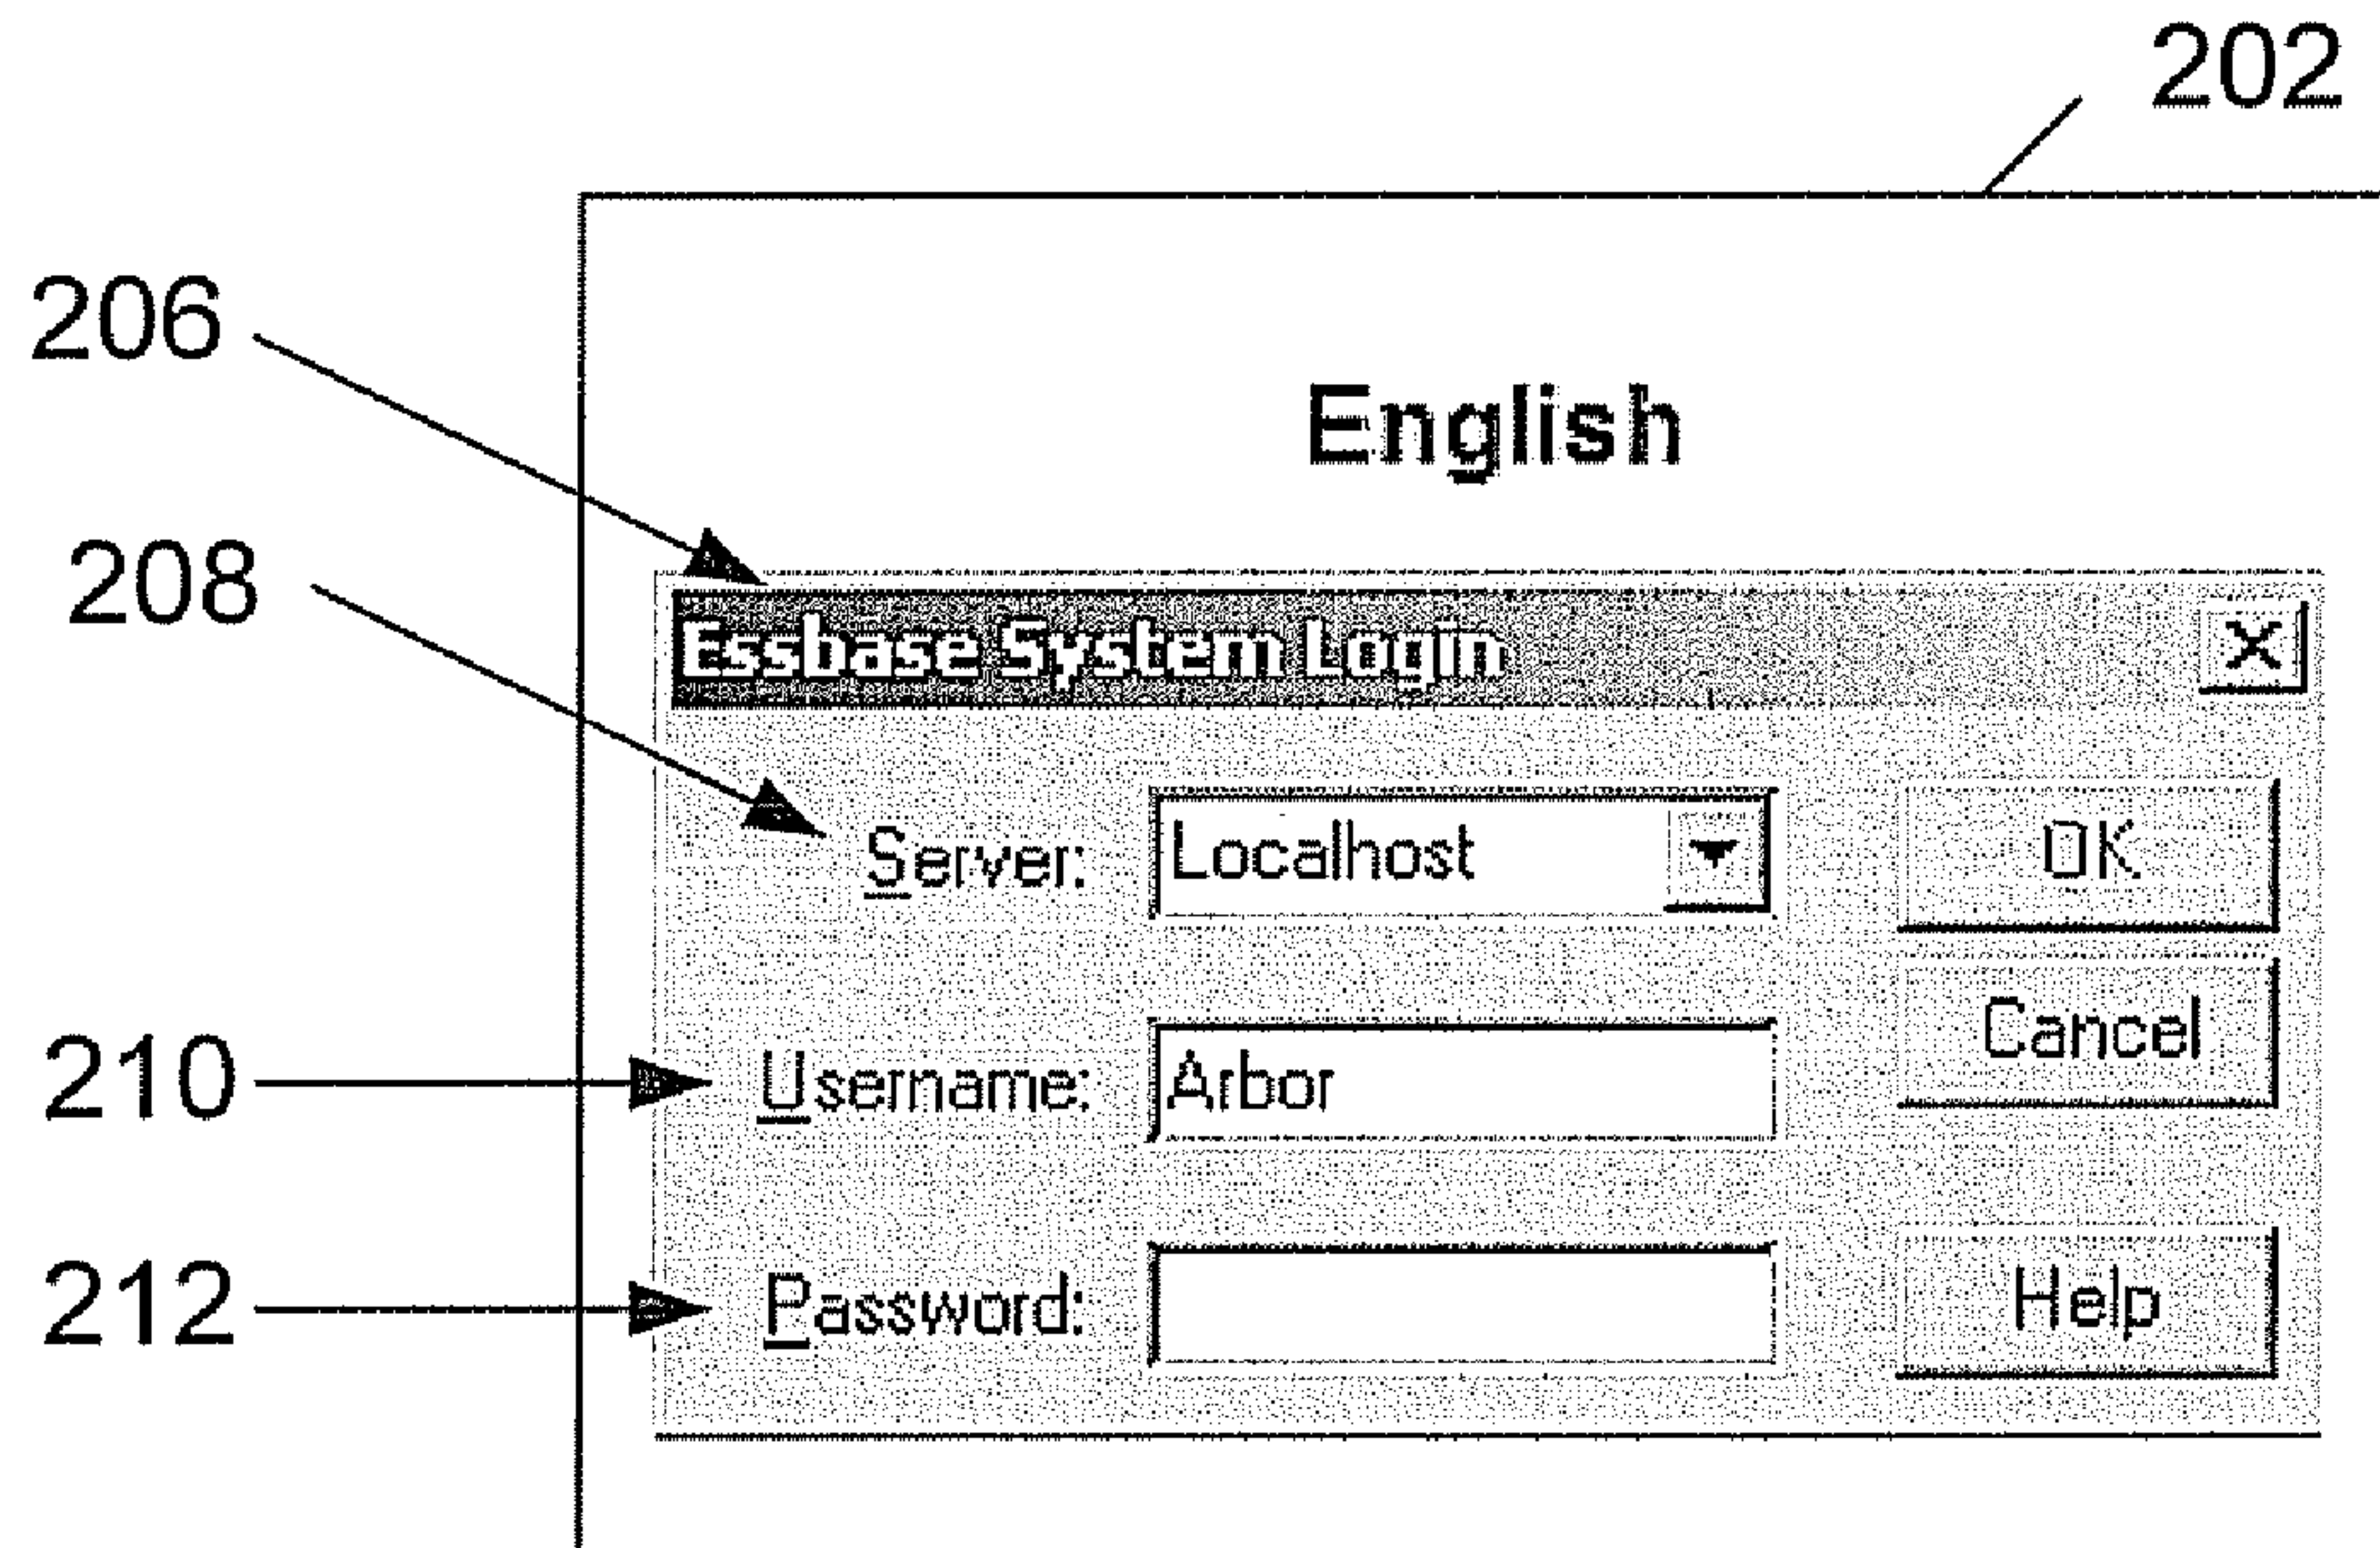 202
206
English
208
Essbase System Login
Server: Localhost OK
Cancel
210 Username: Arbor
212 Password: Help